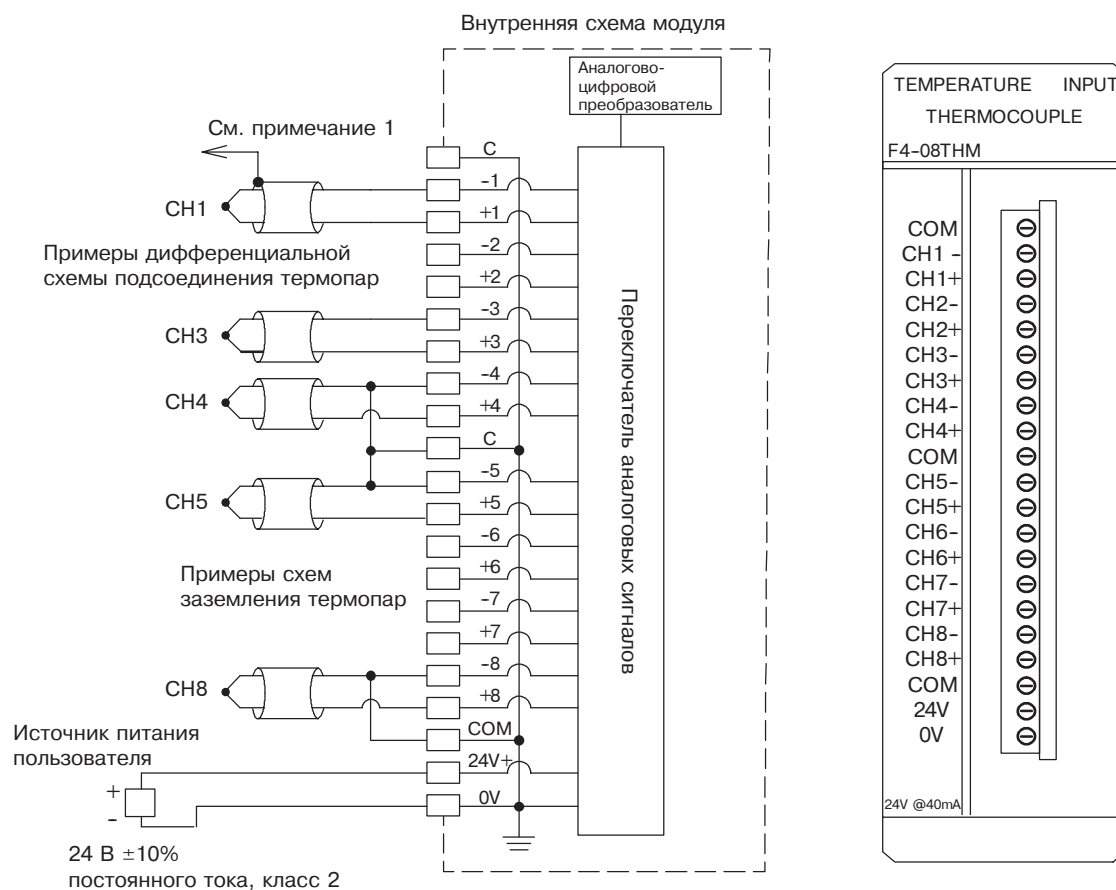 Внутренняя схема модуля
Аналогово-
цифровой
преобразователь
См. примечание 1
CH1
Примеры дифференциальной
схемы подсоединения термопар
CH3
CH4
CH5
Примеры схем
заземления термопар
CH8
Источник питания
пользователя
+
-
24 В ±10%
постоянного тока, класс 2
C
-1
+1
-2
+2
-3
+3
-4
+4
C
-5
+5
-6
+6
-7
+7
-8
+8
COM
24V+
0V
Переключатель аналоговых сигналов
TEMPERATURE INPUT
THERMOCOUPLE
F4-08THM
COM
CH1 -
CH1+
CH2-
CH2+
CH3-
CH3+
CH4-
CH4+
COM
CH5-
CH5+
CH6-
CH6+
CH7-
CH7+
CH8-
CH8+
COM
24V
0V
24V @40mA